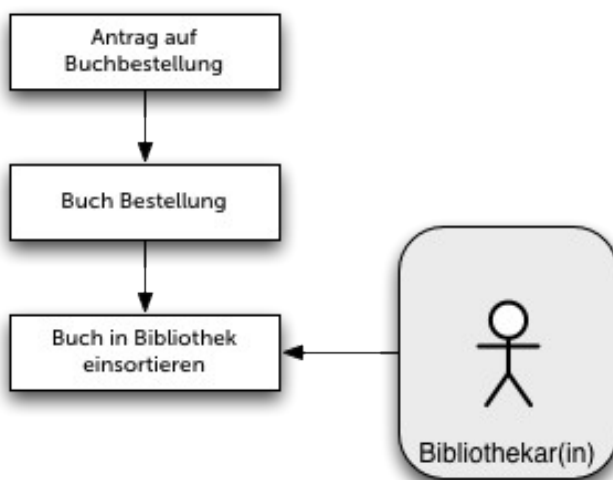 Antrag auf
Buchbestellung
Buch Bestellung
Buch in Bibliothek
einsortieren
Bibliothekar(in)